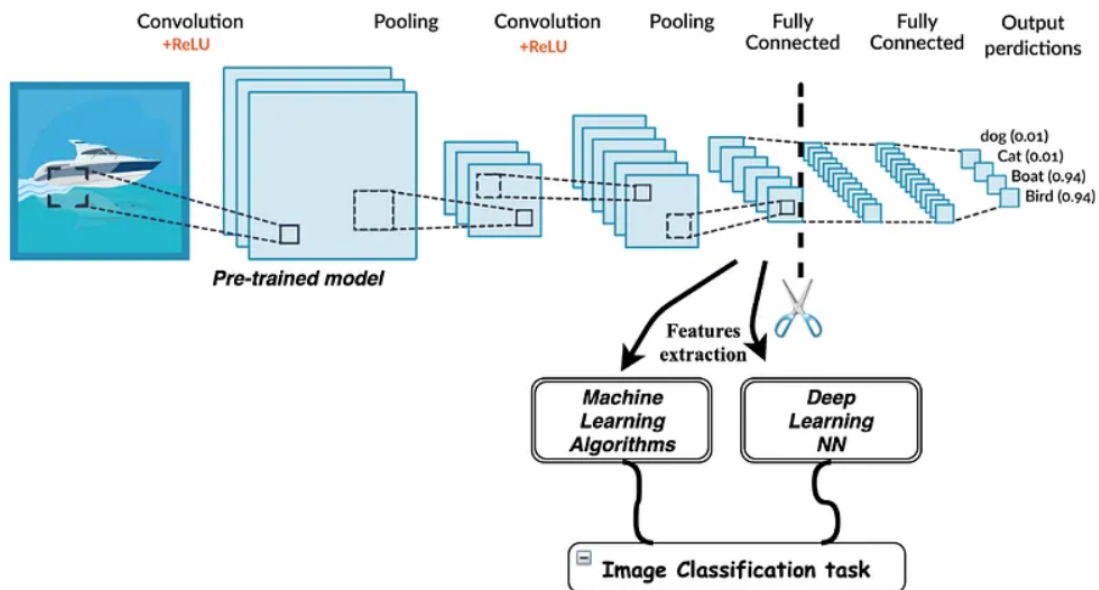 Convolution
+ReLU
Pooling
Convolution
+ReLU
Pooling
Fully
Connected
Fully
Connected
Output
perdictions
dog (0.01)
Cat (0.01)
Boat (0.94)
Bird (0.94)
Pre-trained model
Features
extraction
Machine
Learning
Algorithms
Deep
Learning
NN
Image Classification task